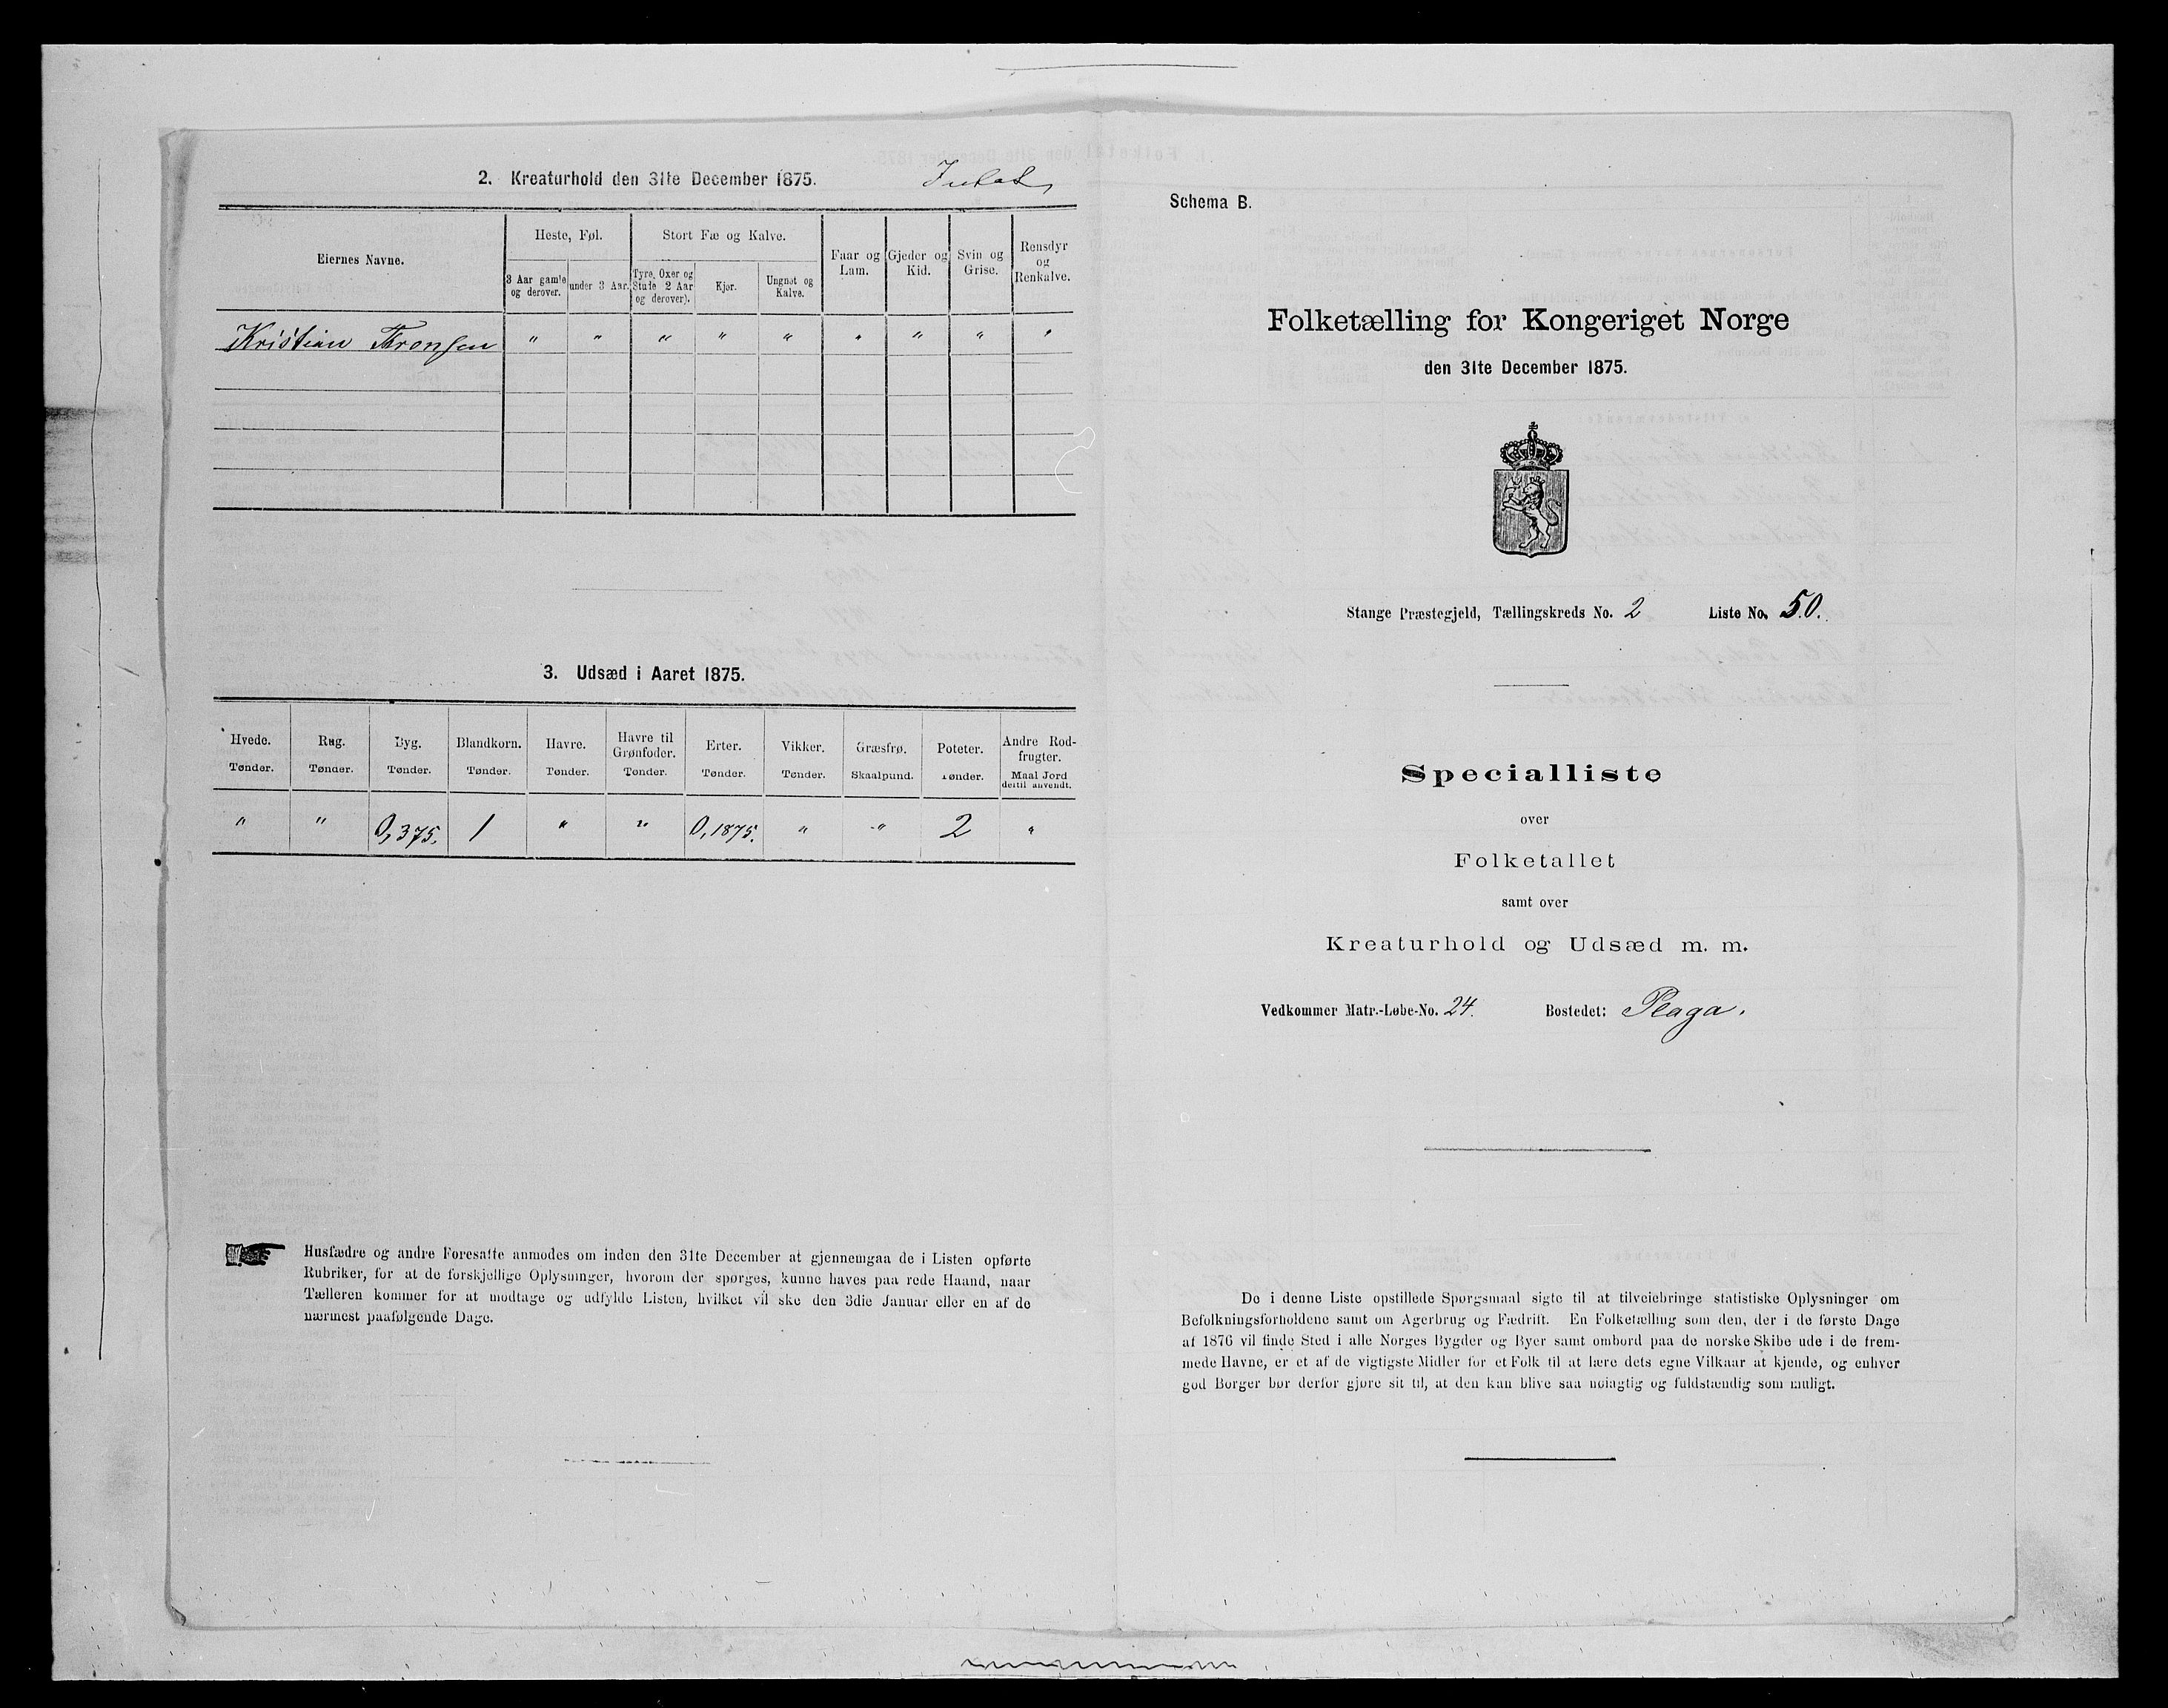 2. Kreaturhold den 31te December 1875.
Eiernes Navne.
Heste, Føl.
Stort Fæ og Kalve.
3 Aar gamle og derover.
under 3 Aar.
Tyre, Oxer og Stude 2 Aar og derover).
Kjør.
Ungnøt og Kalve.
Faar og Lam.
Gjeder og Kid.
Svin og Grise.
Rensdyr og Renkalve.
Kristian Thronsen " " " " " " " " "
3. Udsæd i Aaret 1875.
Hvede. Rug. Byg. Blandkorn. Havre. Havre til Grønfoder. Erter. Vikker. Græsfrø. Poteter. Andre Rodfrugter.
Tønder. Tønder. Tønder. Tønder. Tønder. Tønder. Tønder. Tønder. Skaalpund. Tønder. Maal Jord dertil anvendt.
" " 0,375. 1 " " 0,1875. " " 2 "
Husfædre og andre Foresatte anmodes om inden den 31te December at gjennemgaa de i Listen opførte
Rubriker, for at de forskjellige Oplysninger, hvorom der spørges, kunne haves paa rede Haand, naar
Tælleren kommer for at modtage og udfylde Listen, hvilket vil ske den 3die Januar eller en af de
nærmest paafølgende Dage.
Schema B.
Folketælling for Kongeriget Norge
den 31te December 1875.
Stange Præstegjeld, Tællingskreds No. 2 Liste No. 50.
Specialliste
over
Folketallet
samt over
Kreaturhold og Udsæd m. m.
Vedkommer Matr.-Løbe-No. 24. Bostedet: Plaga.
De i denne Liste opstillede Spørgsmaal sigte til at tilveiebringe statistiske Oplysninger om
Befolkningsforholdene samt om Agerbrug og Fædrift. En Folketælling som den, der i de første Dage
af 1876 vil finde Sted i alle Norges Bygder og Byer samt ombord paa de norske Skibe ude i de frem-
mede Havne, er et af de vigtigste Midler for et Folk til at lære dets egne Vilkaar at kjende, og enhver
god Borger bør derfor gjøre sit til, at den kan blive saa nøiagtig og fuldstændig som muligt.